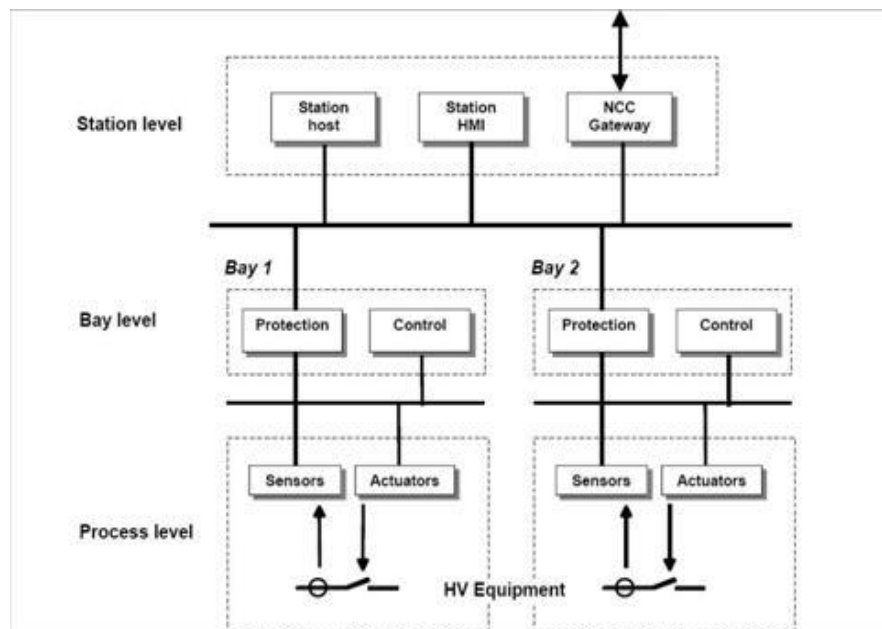 Station level
Station
host
Station
HMI
NCC
Gateway
Bay 1
Bay 2
Bay level
Protection
Control
Protection
Control
Process level
Sensors
Actuators
Sensors
Actuators
HV Equipment